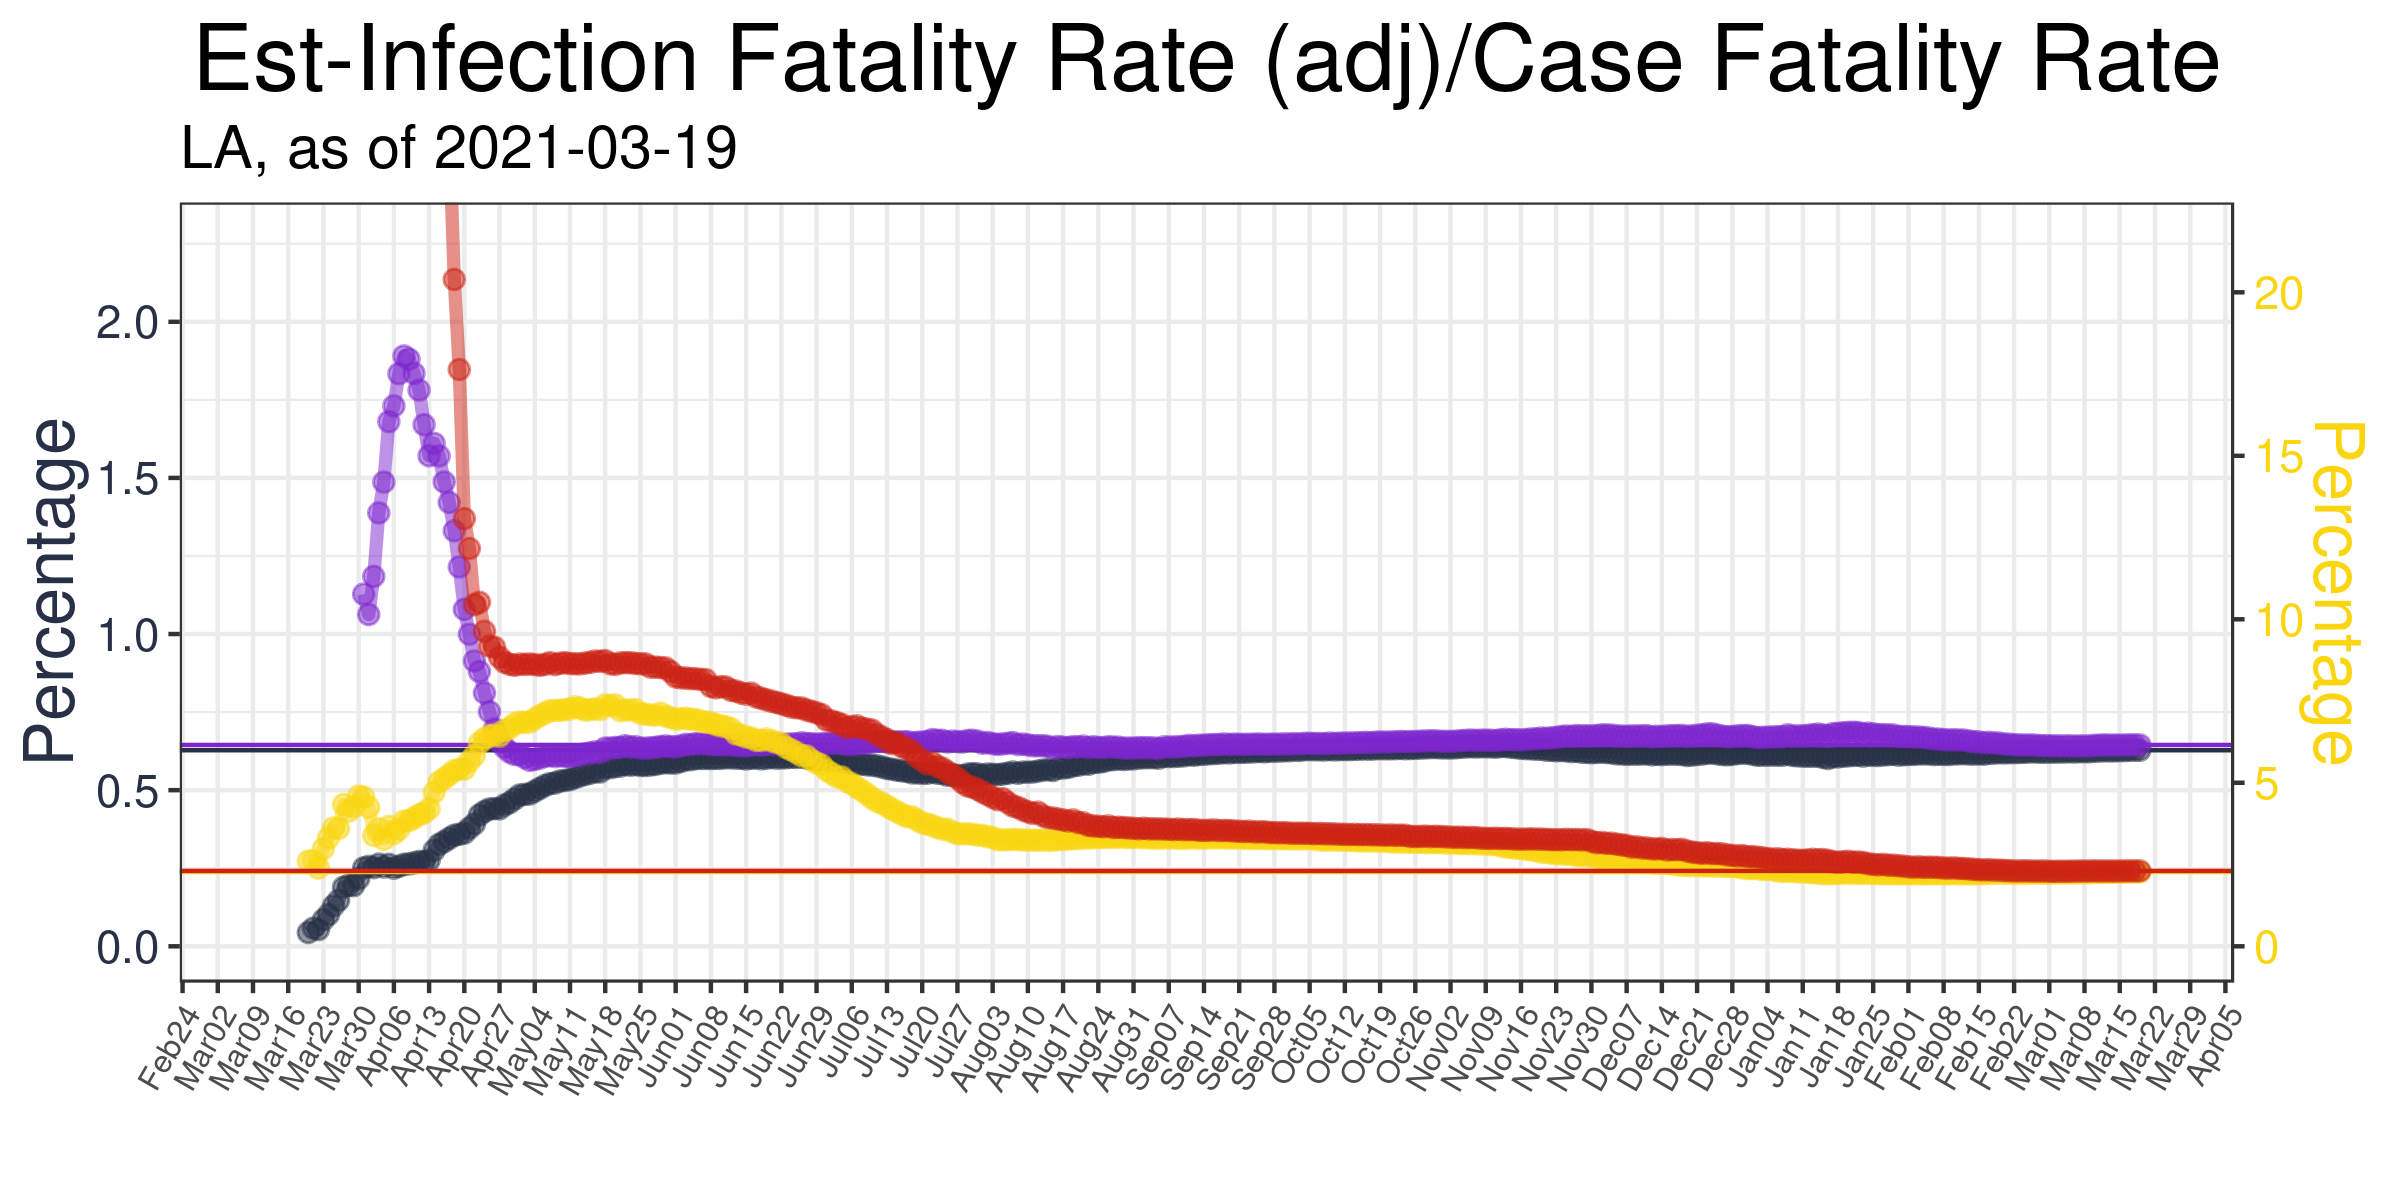 Est-Infection Fatality Rate (adj)/Case Fatality Rate
LA, as of 2021-03-19
Percentage
2.0
1.5
1.0
0.5
0.0
20
15
10
5
0
Percentage
Feb24
Mar02
Mar09
Mar16
Mar23
Mar30
Apr06
Apr13
Apr20
Apr27
May04
May11
May18
May25
Jun01
Jun08
Jun15
Jun22
Jun29
Jul06
Jul13
Jul20
Jul27
Aug03
Aug10
Aug17
Aug24
Aug31
Sep07
Sep14
Sep21
Sep28
Oct05
Oct12
Oct19
Oct26
Nov02
Nov09
Nov16
Nov23
Nov30
Dec07
Dec14
Dec21
Dec28
Jan04
Jan11
Jan18
Jan25
Feb01
Feb08
Feb15
Feb22
Mar01
Mar08
Mar15
Mar22
Mar29
Apr05